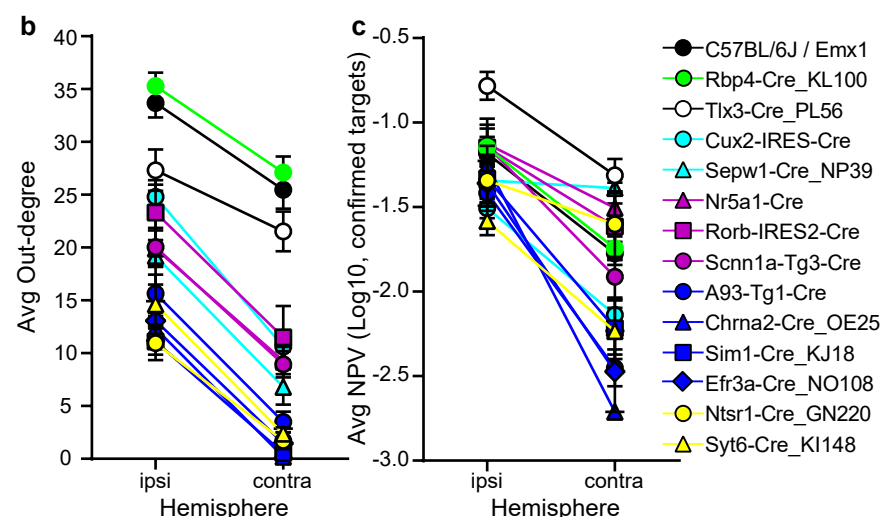 b
Avg Out-degree
40
35
30
25
20
15
10
5
0
ipsi contra
Hemisphere
c
Avg NPV (Log10, confirmed targets)
-0.5
-1.0
-1.5
-2.0
-2.5
-3.0
ipsi contra
Hemisphere
C57BL/6J / Emx1
Rbp4-Cre_KL100
Tlx3-Cre_PL56
Cux2-IRES-Cre
Sepw1-Cre_NP39
Nr5a1-Cre
Rorb-IRES2-Cre
Scnn1a-Tg3-Cre
A93-Tg1-Cre
Chrna2-Cre_OE25
Sim1-Cre_KJ18
Efr3a-Cre_NO108
Ntsr1-Cre_GN220
Syt6-Cre_KI148